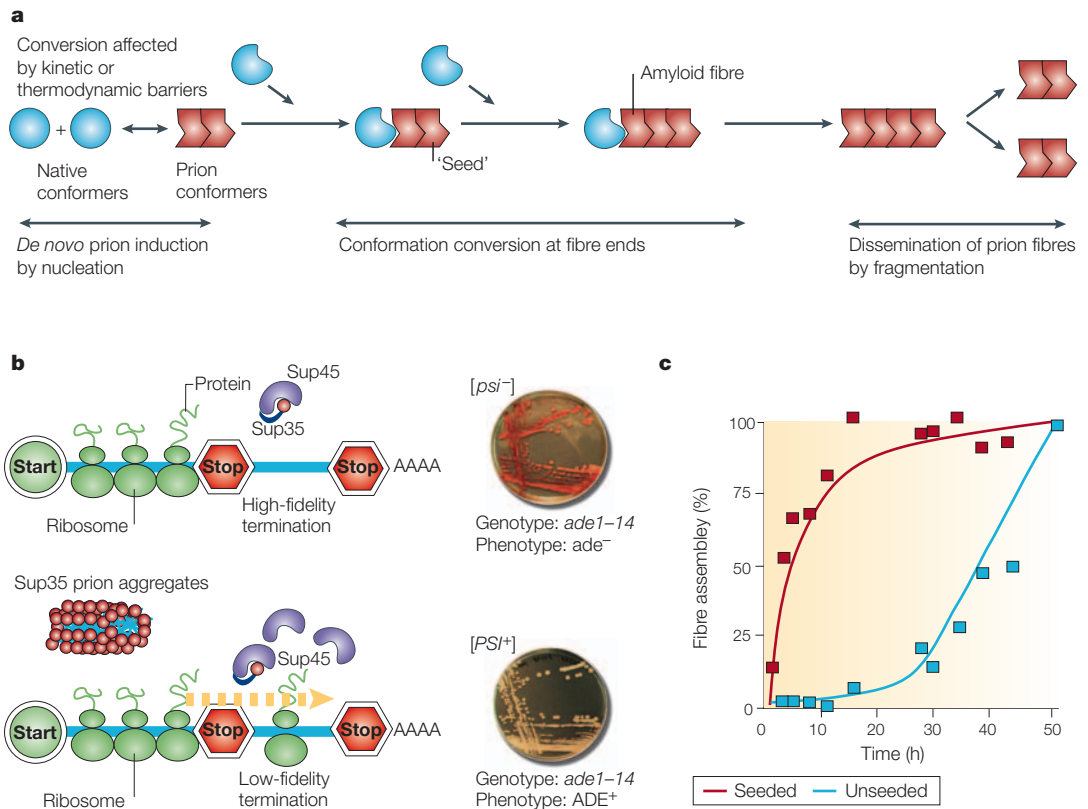 a
Conversion affected
by kinetic or
thermodynamic barriers
Native
conformers
Prion
conformers
'Seed'
Amyloid fibre
De novo prion induction
by nucleation
Conformation conversion at fibre ends
Dissemination of prion fibres
by fragmentation
b
Protein
Sup45
Sup35
Start
Stop
Stop
AAAA
Ribosome
High-fidelity
termination
[psi–]
Genotype: ade1–14
Phenotype: ade–
Sup35 prion aggregates
Sup45
Start
Stop
Stop
AAAA
Ribosome
Low-fidelity
termination
[PSI+]
Genotype: ade1–14
Phenotype: ADE+
c
Fibre assembley (%)
100
75
50
25
0
0 10 20 30 40 50
Time (h)
Seeded Unseeded